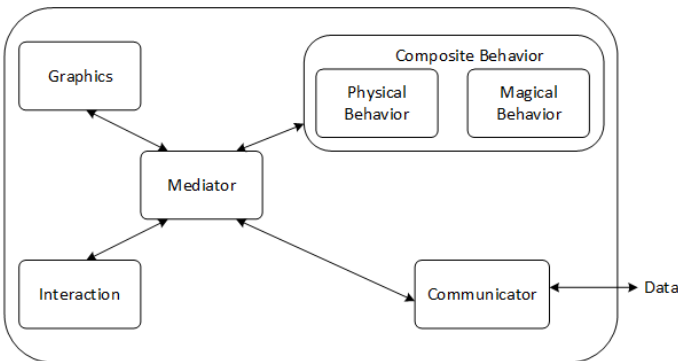 Composite Behavior
Graphics
Physical
Behavior
Magical
Behavior
Mediator
Interaction
Communicator
Data